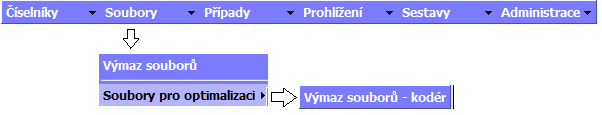 Číselníky Soubory Případy Prohlížení Sestavy Administrace
Výmaz souborů
Soubory pro optimalizaci
Výmaz souborů - kodér